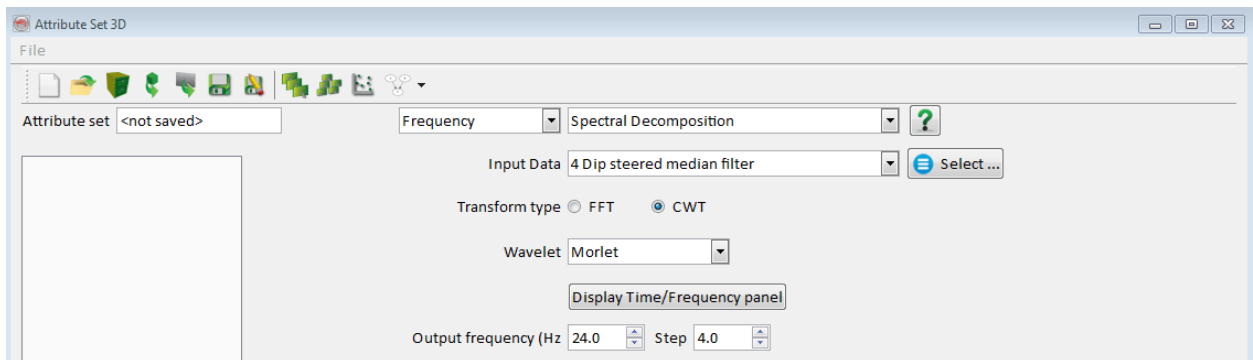 Attribute Set 3D
File
Attribute set <not saved> Frequency Spectral Decomposition ?
Input Data 4 Dip steered median filter Select ...
Transform type FFT CWT
Wavelet Morlet
Display Time/Frequency panel
Output frequency (Hz 24.0 Step 4.0